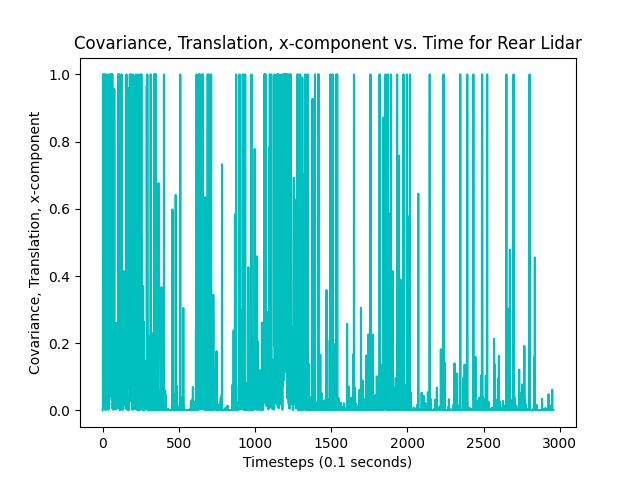 Covariance, Translation, x-component vs. Time for Rear Lidar
1.0
0.8
0.6
0.4
0.2
0.0
Covariance, Translation, x-component
0 500 1000 1500 2000 2500 3000
Timesteps (0.1 seconds)